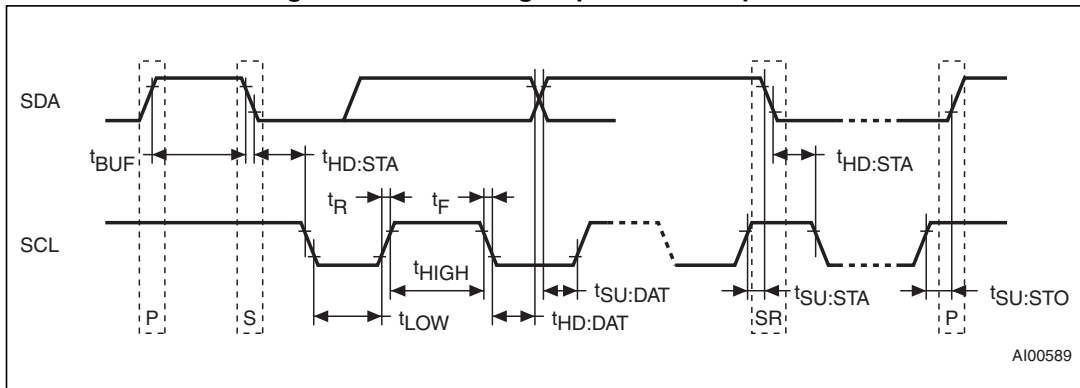 SDA
tBUF
tHD:STA
tHD:STA
tR
tF
SCL
tHIGH
tSU:DAT
tSU:STA
tSU:STO
P
S
tLOW
tHD:DAT
SR
P
AI00589